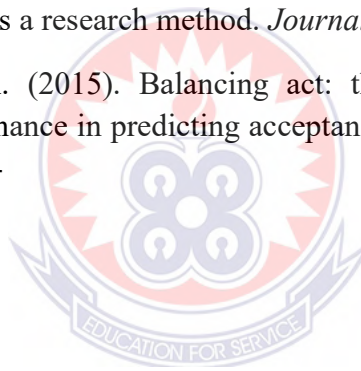 s a research method. Journal
. (2015). Balancing act: t
nance in predicting acceptan
.
EDUCATION FOR SERVICE